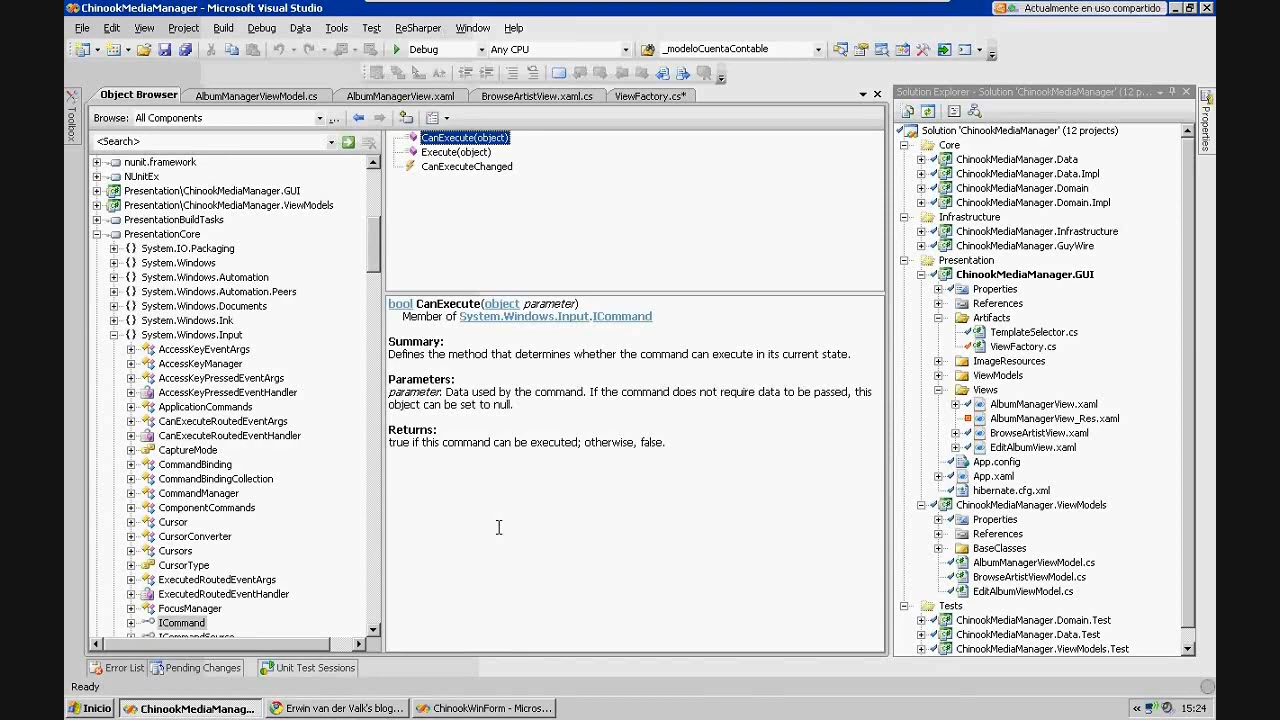 ChinookMediaManager - Microsoft Visual Studio
Actualmente en uso compartido
File Edit View Project Build Debug Data Tools Test ReSharper Window Help
Debug Any CPU _modeloCuentaContable
Toolbox
Object Browser AlbumManagerViewModel.cs AlbumManagerView.xaml BrowseArtistView.xaml.cs ViewFactory.cs*
Browse: All Components ...
<Search>
nunit.framework
NUnitEx
Presentation\ChinookMediaManager.GUI
Presentation\ChinookMediaManager.ViewModels
PresentationBuildTasks
PresentationCore
{} System.IO.Packaging
{} System.Windows
{} System.Windows.Automation
{} System.Windows.Automation.Peers
{} System.Windows.Documents
{} System.Windows.Ink
{} System.Windows.Input
AccessKeyEventArgs
AccessKeyManager
AccessKeyPressedEventArgs
AccessKeyPressedEventHandler
ApplicationCommands
CanExecuteRoutedEventArgs
CanExecuteRoutedEventHandler
CaptureMode
CommandBinding
CommandBindingCollection
CommandManager
ComponentCommands
Cursor
CursorConverter
Cursors
CursorType
ExecutedRoutedEventArgs
ExecutedRoutedEventHandler
FocusManager
ICommand
ICommandSource
CanExecute(object)
Execute(object)
CanExecuteChanged
bool CanExecute(object parameter)
Member of System.Windows.Input.ICommand
Summary:
Defines the method that determines whether the command can execute in its current state.
Parameters:
parameter: Data used by the command. If the command does not require data to be passed, this
object can be set to null.
Returns:
true if this command can be executed; otherwise, false.
Solution Explorer - Solution 'ChinookMediaManager' (12 p...
Solution 'ChinookMediaManager' (12 projects)
Core
ChinookMediaManager.Data
ChinookMediaManager.Data.Impl
ChinookMediaManager.Domain
ChinookMediaManager.Domain.Impl
Infrastructure
ChinookMediaManager.Infrastructure
ChinookMediaManager.GuyWire
Presentation
ChinookMediaManager.GUI
Properties
References
Artifacts
TemplateSelector.cs
ViewFactory.cs
ImageResources
ViewModels
Views
AlbumManagerView.xaml
AlbumManagerView_Res.xaml
BrowseArtistView.xaml
EditAlbumView.xaml
App.config
App.xaml
hibernate.cfg.xml
ChinookMediaManager.ViewModels
Properties
References
BaseClasses
AlbumManagerViewModel.cs
BrowseArtistViewModel.cs
EditAlbumViewModel.cs
Tests
ChinookMediaManager.Domain.Test
ChinookMediaManager.Data.Test
ChinookMediaManager.ViewModels.Test
Properties
Error List Pending Changes Unit Test Sessions
Ready
Inicio ChinookMediaManag... Erwin van der Valk's blog... ChinookWinForm - Micros... « 15:24